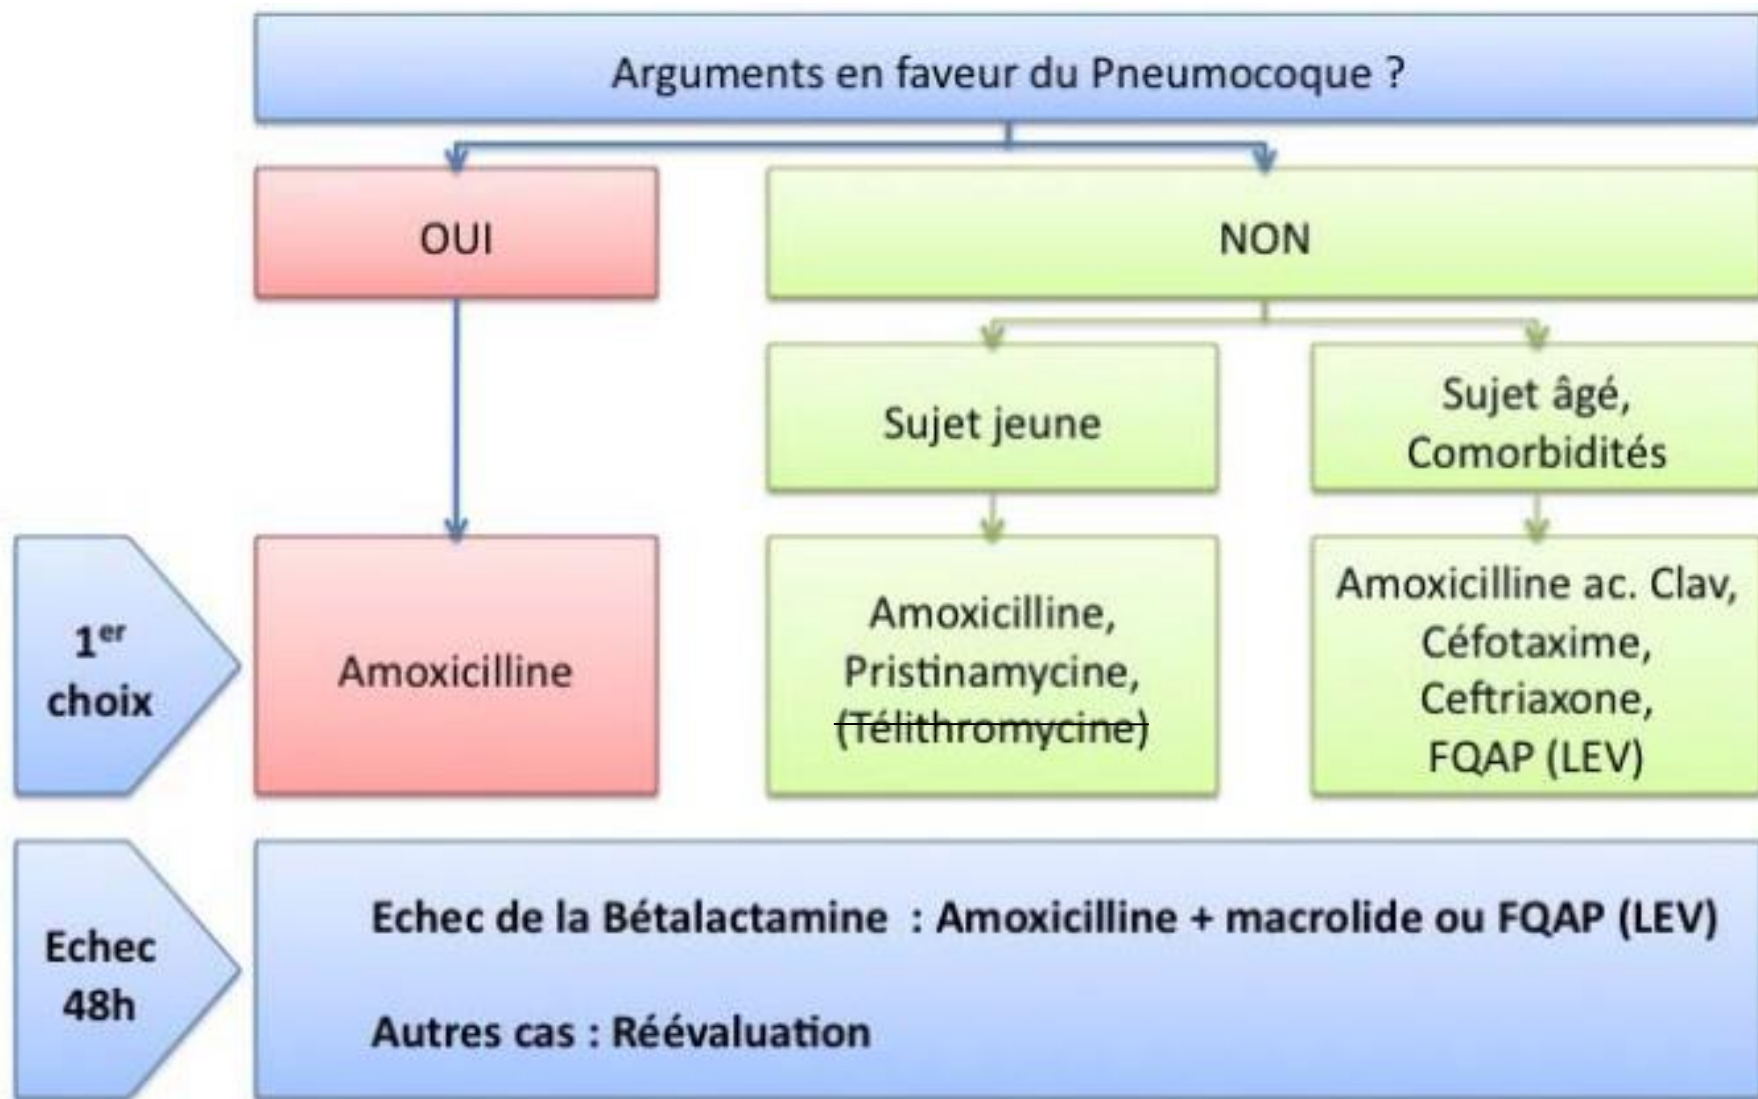 Arguments en faveur du Pneumocoque ?
OUI
NON
Sujet jeune
Sujet âgé,
Comorbidités
1er
choix
Amoxicilline
Amoxicilline,
Pristinamycine,
(Télithromycine)
Amoxicilline ac. Clav,
Céfotaxime,
Ceftriaxone,
FQAP (LEV)
Echec
48h
Echec de la Bétalactamine : Amoxicilline + macrolide ou FQAP (LEV)
Autres cas : Réévaluation